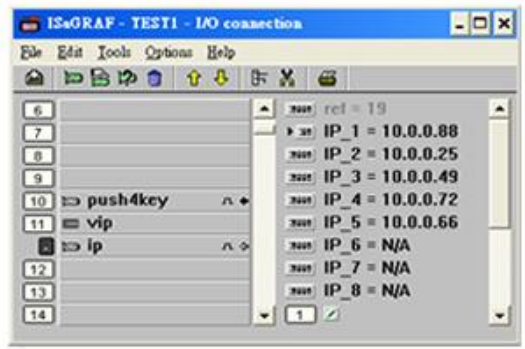 ISaGRAF - TEST1 - I/O connection
File Edit Tools Options Help
6
7
8
9
10 push4key
11 vip
ip
12
13
14
ref = 19
IP_1 = 10.0.0.88
IP_2 = 10.0.0.25
IP_3 = 10.0.0.49
IP_4 = 10.0.0.72
IP_5 = 10.0.0.66
IP_6 = N/A
IP_7 = N/A
IP_8 = N/A
1